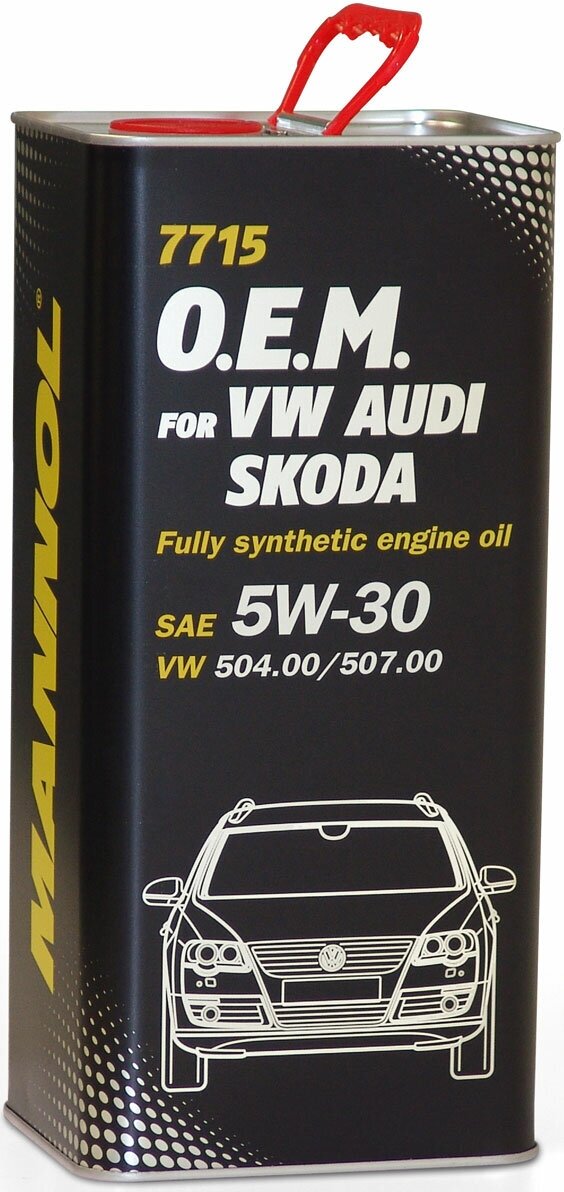 7715
O.E.M.
FOR VW AUDI
SKODA
Fully synthetic engine oil
SAE 5W-30
VW 504.00/507.00
MANNOL®